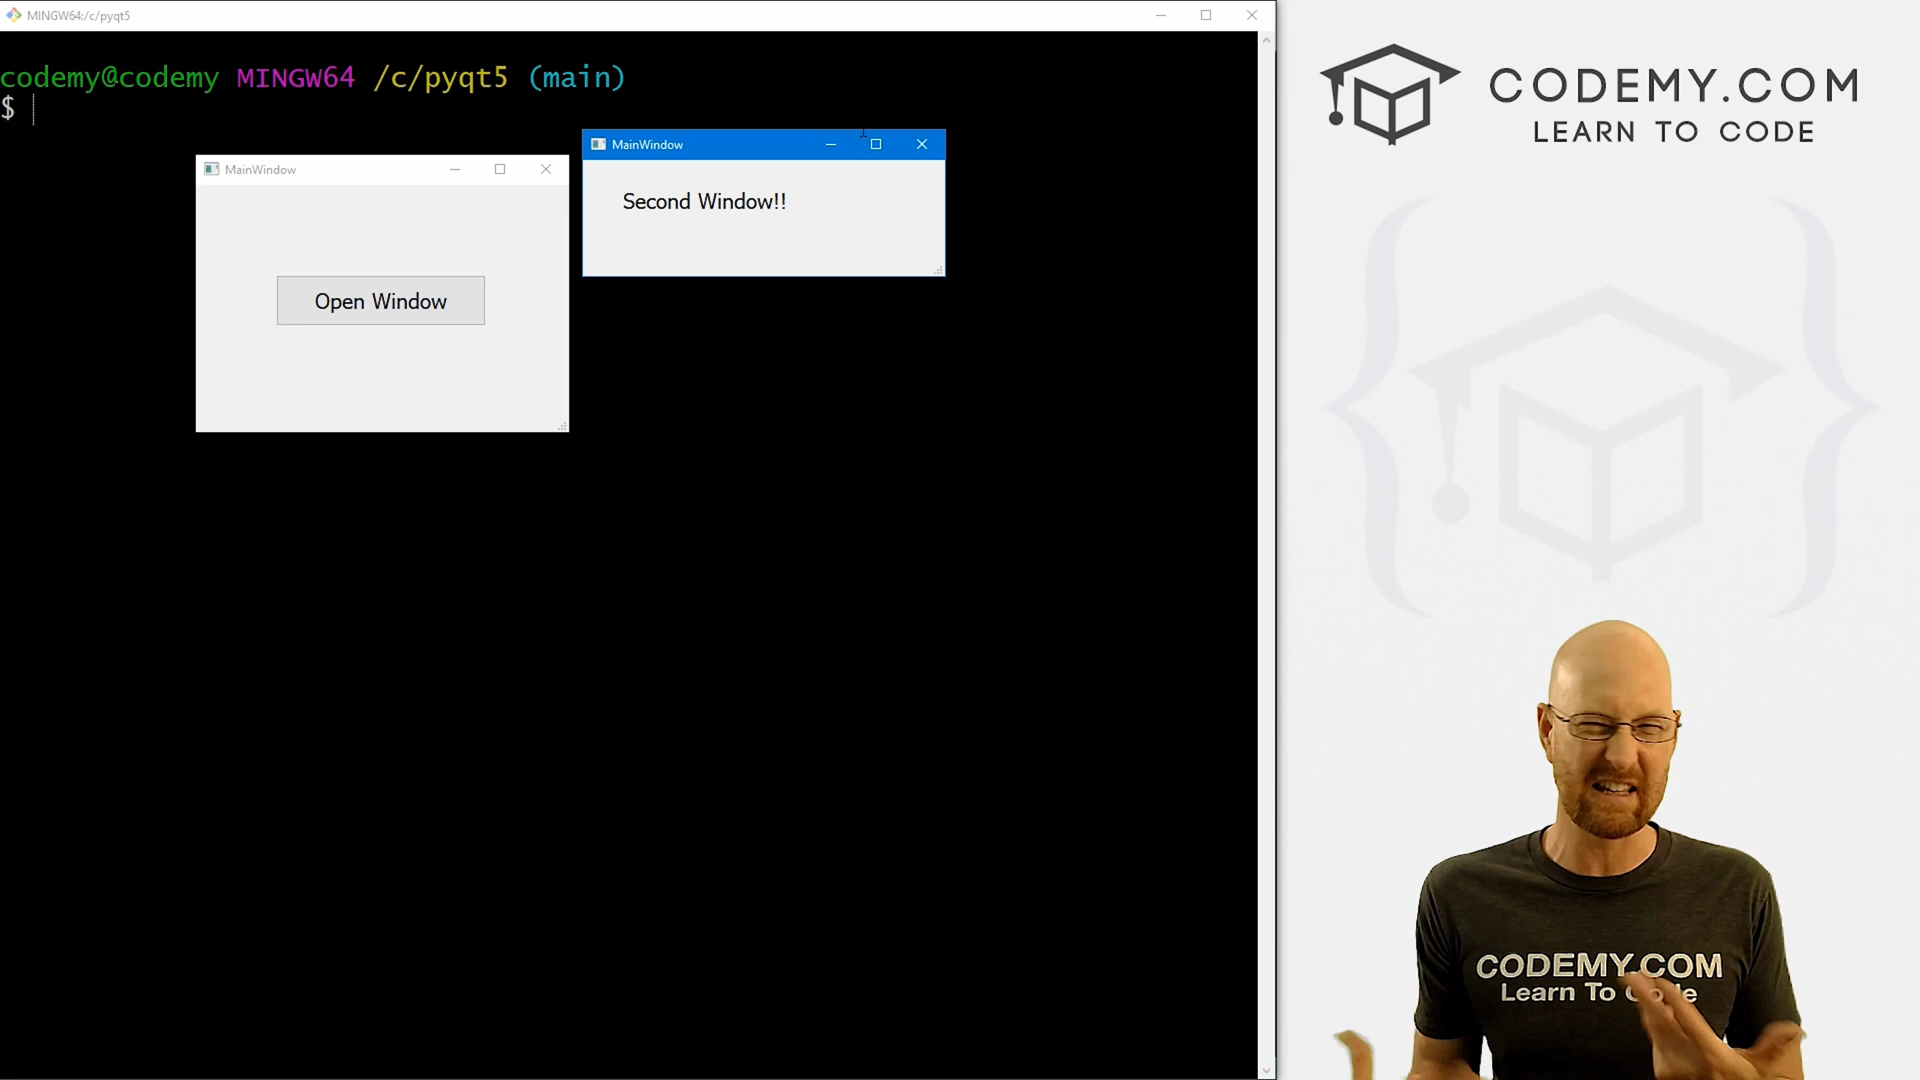 MINGW64:/c/pyqt5
codemy@codemy MINGW64 /c/pyqt5 (main)
$
MainWindow
Open Window
MainWindow
Second Window!!
CODEMY.COM
LEARN TO CODE
CODEMY.COM
Learn To Code